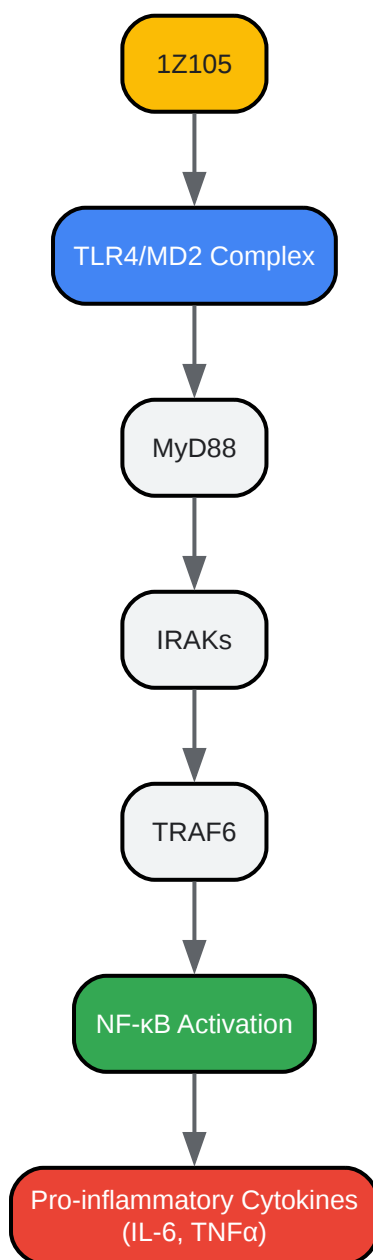 1Z105
TLR4/MD2 Complex
MyD88
IRAKs
TRAF6
NF-κB Activation
Pro-inflammatory Cytokines
(IL-6, TNFα)